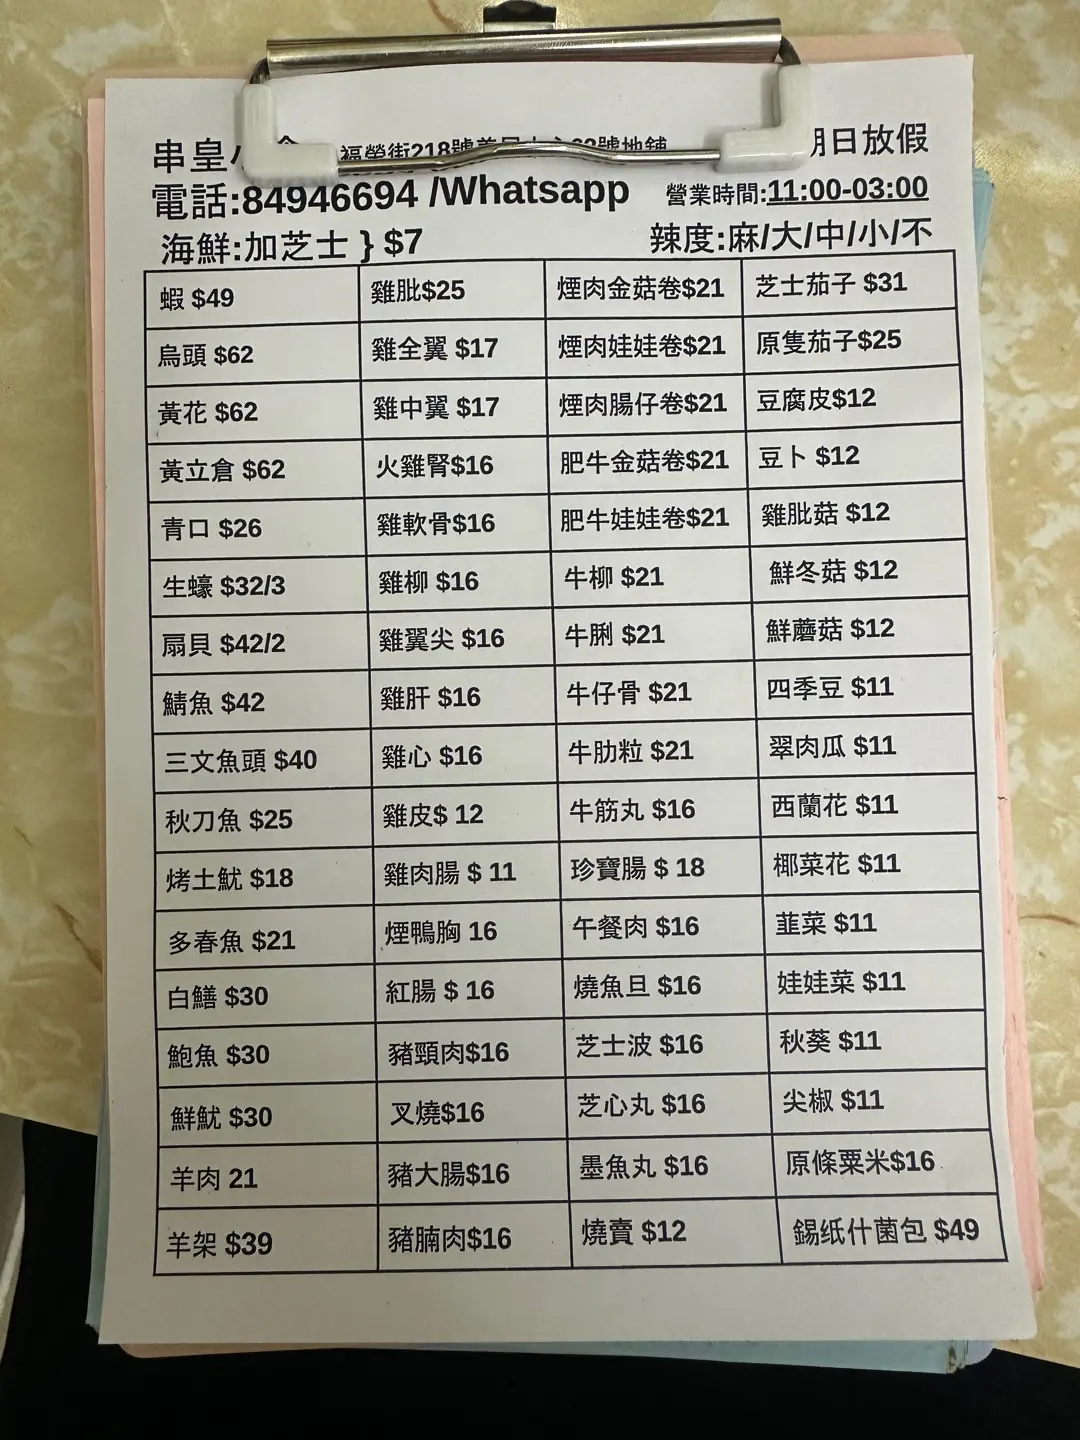 串皇小
福榮街218號 號地鋪
期日放假
電話:84946694 /Whatsapp 營業時間:11:00-03:00
海鮮:加芝士 } $7 辣度:麻/大/中/小/不
蝦 $49 雞肶$25 煙肉金菇卷$21 芝士茄子 $31
烏頭 $62 雞全翼 $17 煙肉娃娃卷$21 原隻茄子$25
黃花 $62 雞中翼 $17 煙肉腸仔卷$21 豆腐皮$12
黃立倉 $62 火雞腎$16 肥牛金菇卷$21 豆卜 $12
青口 $26 雞軟骨$16 肥牛娃娃卷$21 雞肶菇 $12
生蠔 $32/3 雞柳 $16 牛柳 $21 鮮冬菇 $12
扇貝 $42/2 雞翼尖 $16 牛脷 $21 鮮蘑菇 $12
鯖魚 $42 雞肝 $16 牛仔骨 $21 四季豆 $11
三文魚頭 $40 雞心 $16 牛肋粒 $21 翠肉瓜 $11
秋刀魚 $25 雞皮$ 12 牛筋丸 $16 西蘭花 $11
烤土魷 $18 雞肉腸 $ 11 珍寶腸 $ 18 椰菜花 $11
多春魚 $21 煙鴨胸 16 午餐肉 $16 韮菜 $11
白鱔 $30 紅腸 $ 16 燒魚旦 $16 娃娃菜 $11
鮑魚 $30 豬頸肉$16 芝士波 $16 秋葵 $11
鮮魷 $30 叉燒$16 芝心丸 $16 尖椒 $11
羊肉 21 豬大腸$16 墨魚丸 $16 原條粟米$16
羊架 $39 豬腩肉$16 燒賣 $12 錫纸什菌包 $49